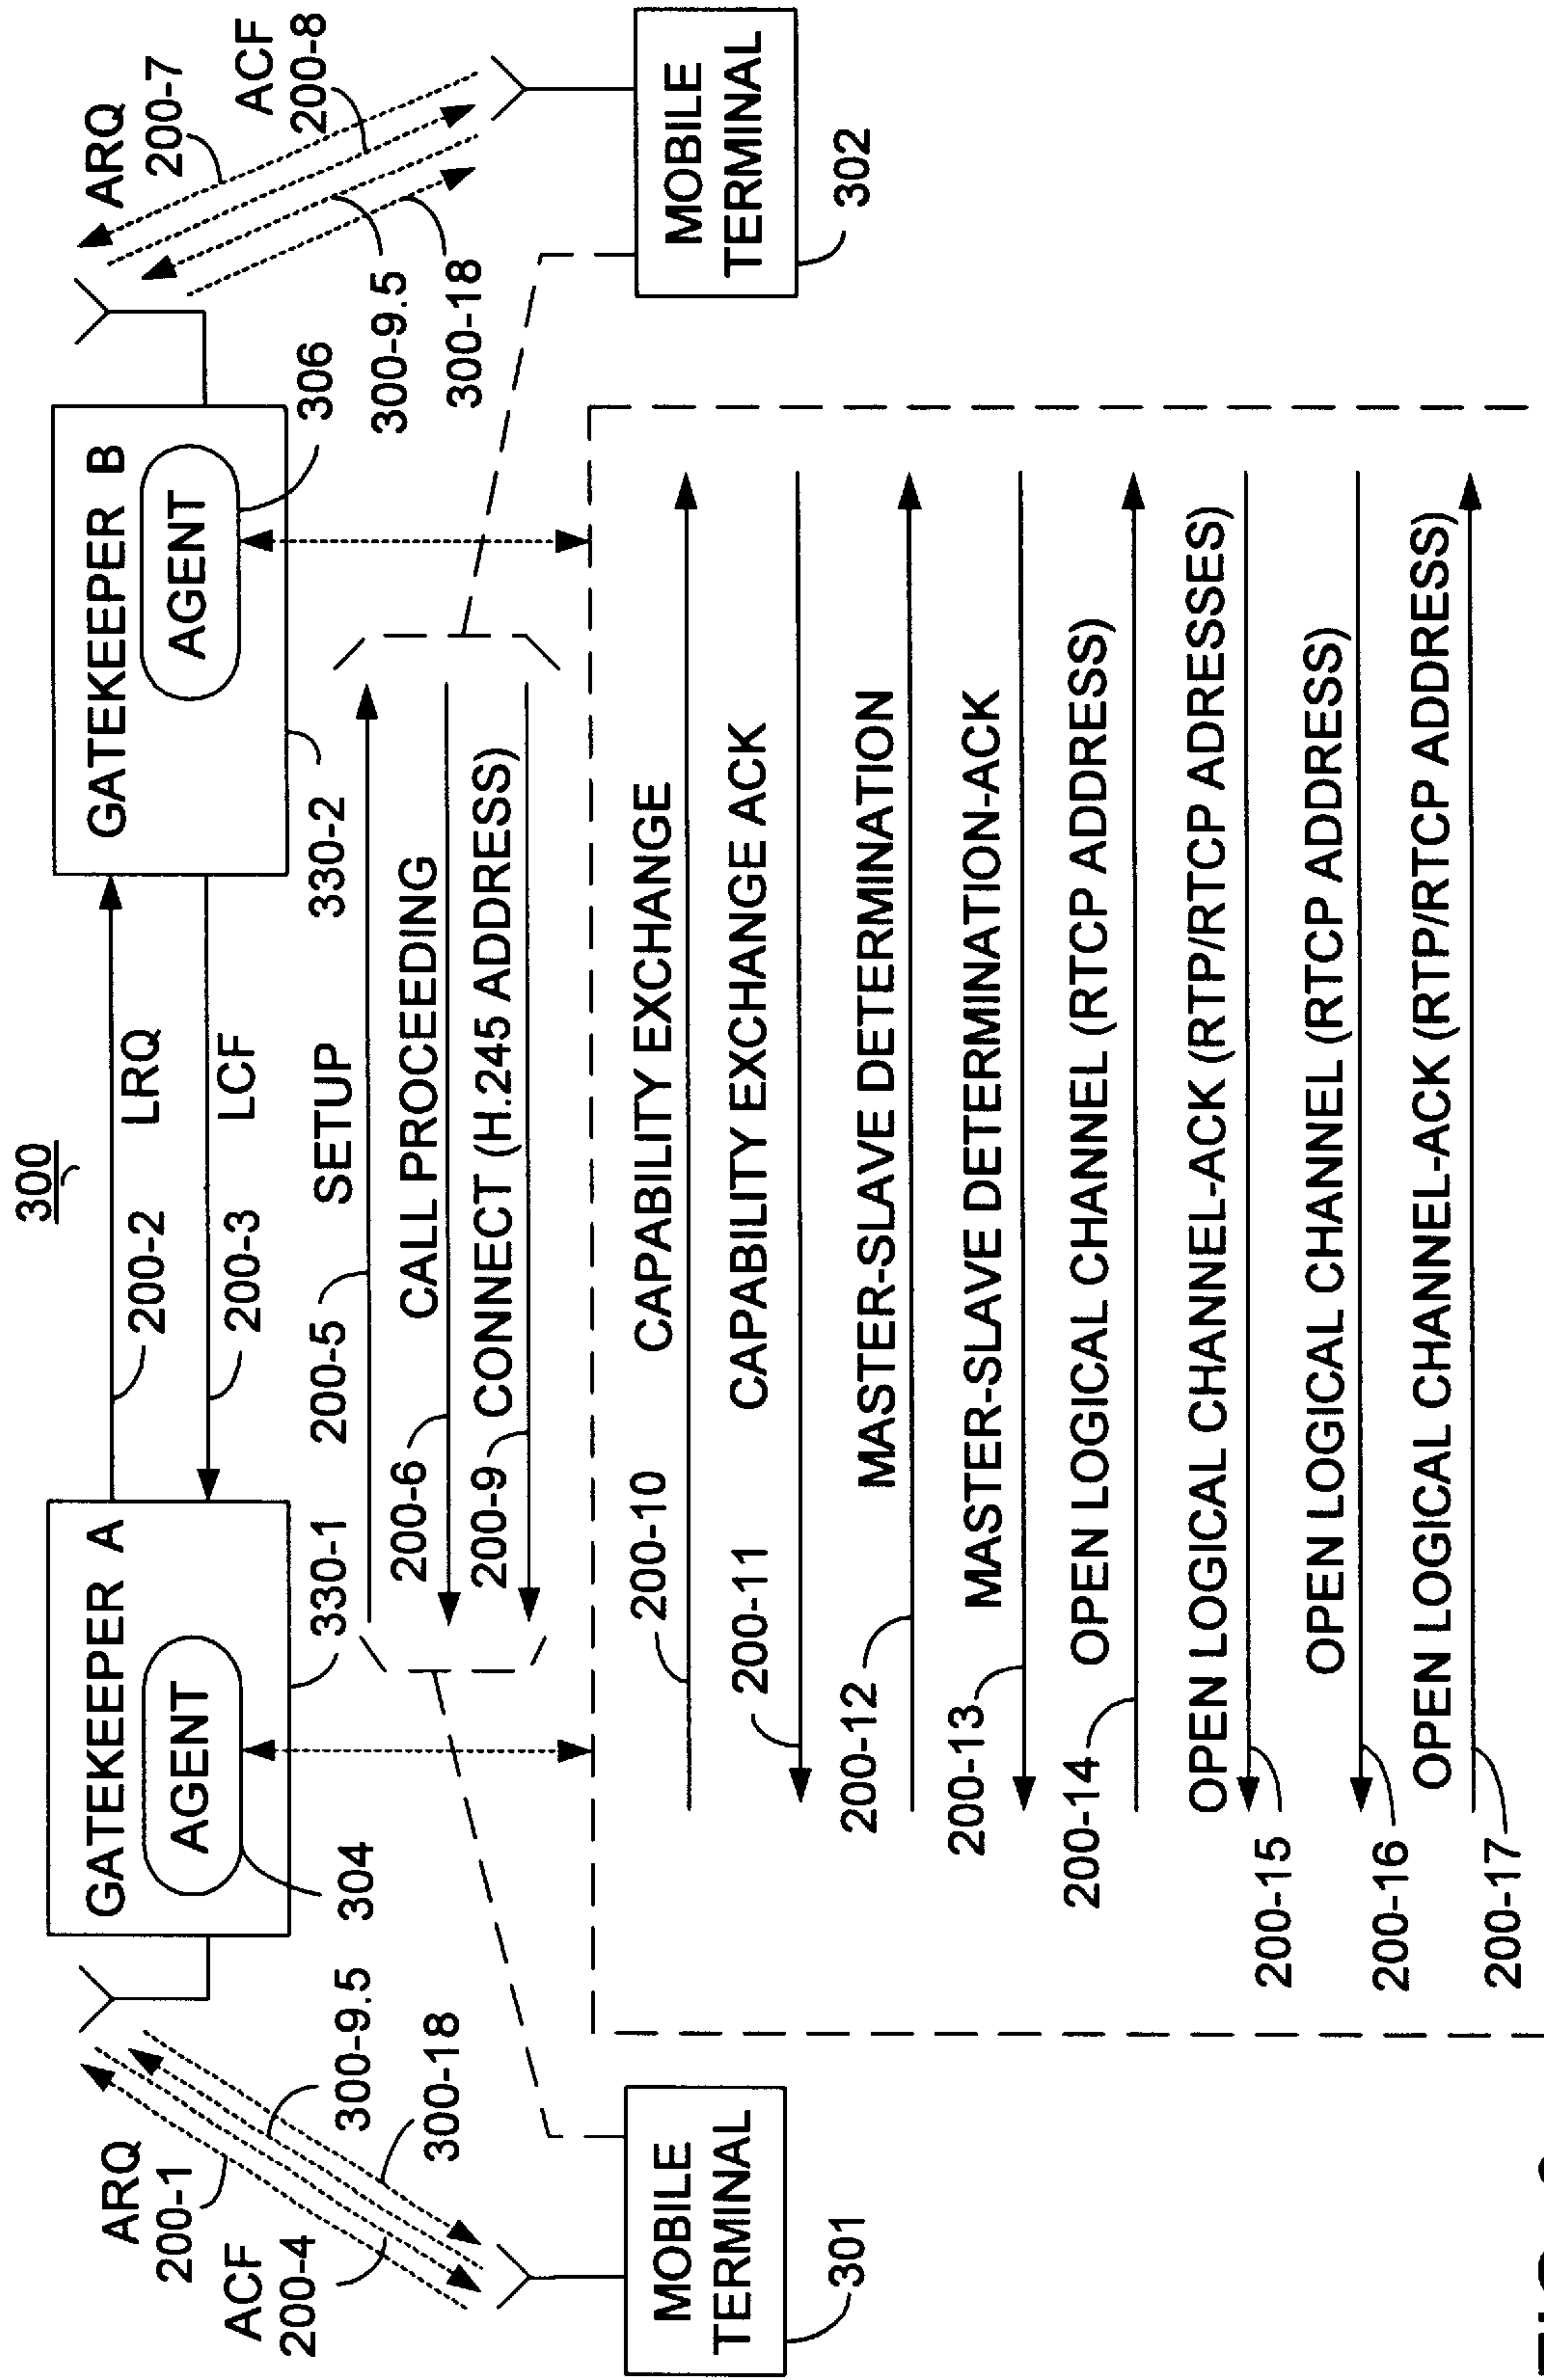 300
GATEKEEPER A
AGENT
304
330-1
200-2
LRQ
200-3
LCF
GATEKEEPER B
AGENT
306
330-2
ARQ
200-1
ACF
200-4
300-9.5
300-18
ARQ
200-7
ACF
200-8
300-9.5
300-18
MOBILE
TERMINAL
301
MOBILE
TERMINAL
302
200-5
SETUP
200-6
CALL PROCEEDING
200-9
CONNECT (H.245 ADDRESS)
200-10
CAPABILITY EXCHANGE
200-11
CAPABILITY EXCHANGE ACK
200-12
MASTER-SLAVE DETERMINATION
200-13
MASTER-SLAVE DETERMINATION-ACK
200-14
OPEN LOGICAL CHANNEL (RTCP ADDRESS)
OPEN LOGICAL CHANNEL-ACK (RTP/RTCP ADRESSES)
200-15
OPEN LOGICAL CHANNEL (RTCP ADDRESS)
200-16
OPEN LOGICAL CHANNEL-ACK (RTP/RTCP ADDRESS)
200-17